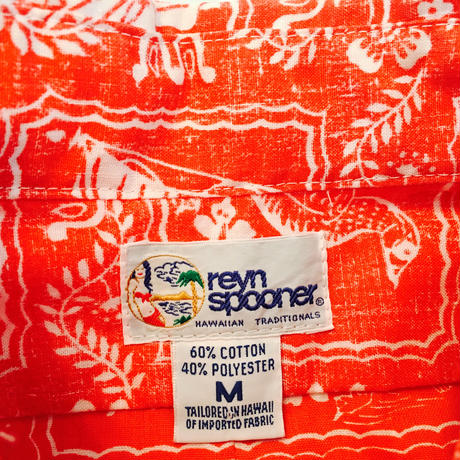 reyn
spooner®
HAWAIIAN TRADITIONALS
60% COTTON
40% POLYESTER
M
TAILORED IN HAWAII
OF IMPORTED FABRIC